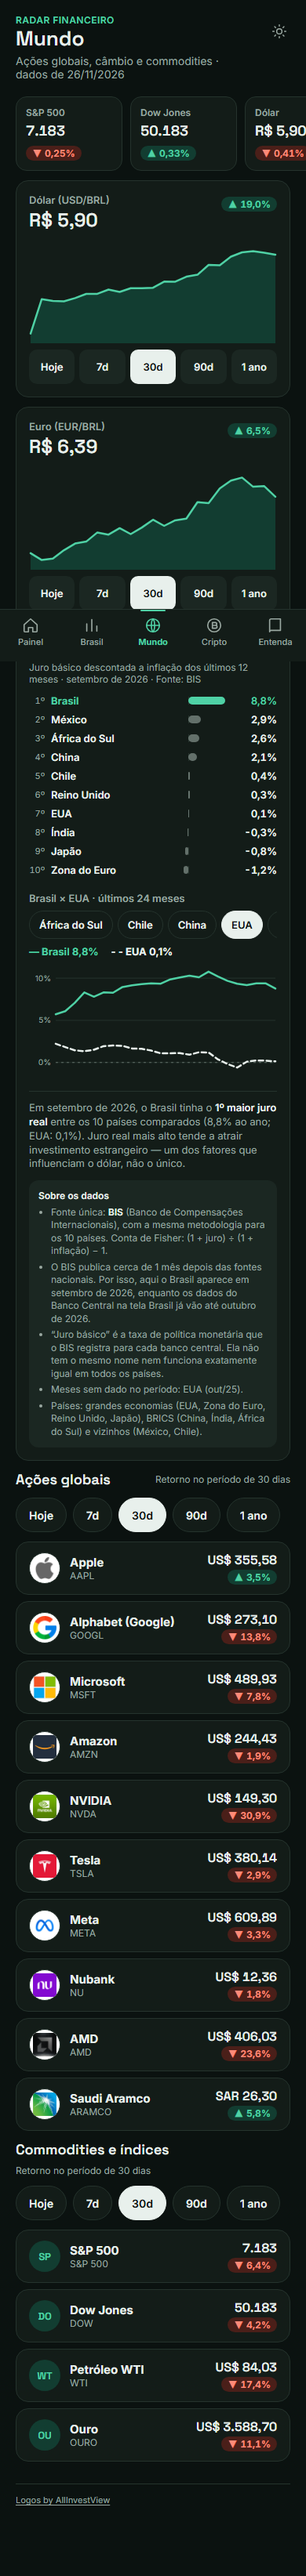 RADAR FINANCEIRO
Mundo
Ações globais, câmbio e commodities ·
dados de 26/11/2026
S&P 500
7.183
▼ 0,25%
Dow Jones
50.183
▲ 0,33%
Dólar
R$ 5,90
▼ 0,41%
Dólar (USD/BRL)
R$ 5,90
▲ 19,0%
Hoje 7d 30d 90d 1 ano
Euro (EUR/BRL)
R$ 6,39
▲ 6,5%
Hoje 7d 30d 90d 1 ano
Painel Brasil Mundo Cripto Entenda
Juro básico descontada a inflação dos últimos 12
meses · setembro de 2026 · Fonte: BIS
1º Brasil 8,8%
2º México 2,9%
3º África do Sul 2,6%
4º China 2,1%
5º Chile 0,4%
6º Reino Unido 0,3%
7º EUA 0,1%
8º Índia -0,3%
9º Japão -0,8%
10º Zona do Euro -1,2%
Brasil × EUA · últimos 24 meses
África do Sul Chile China EUA
— Brasil 8,8% - - EUA 0,1%
10%
5%
0%
Em setembro de 2026, o Brasil tinha o 1º maior juro
real entre os 10 países comparados (8,8% ao ano;
EUA: 0,1%). Juro real mais alto tende a atrair
investimento estrangeiro — um dos fatores que
influenciam o dólar, não o único.
Sobre os dados
• Fonte única: BIS (Banco de Compensações
Internacionais), com a mesma metodologia para
os 10 países. Conta de Fisher: (1 + juro) ÷ (1 +
inflação) − 1.
• O BIS publica cerca de 1 mês depois das fontes
nacionais. Por isso, aqui o Brasil aparece em
setembro de 2026, enquanto os dados do
Banco Central na tela Brasil já vão até outubro
de 2026.
• "Juro básico" é a taxa de política monetária que
o BIS registra para cada banco central. Ela não
tem o mesmo nome nem funciona exatamente
igual em todos os países.
• Meses sem dado no período: EUA (out/25).
• Países: grandes economias (EUA, Zona do Euro,
Reino Unido, Japão), BRICS (China, Índia, África
do Sul) e vizinhos (México, Chile).
Ações globais Retorno no período de 30 dias
Hoje 7d 30d 90d 1 ano
Apple
AAPL
US$ 355,58
▲ 3,5%
Alphabet (Google)
GOOGL
US$ 273,10
▼ 13,8%
Microsoft
MSFT
US$ 489,93
▼ 7,8%
Amazon
AMZN
US$ 244,43
▼ 1,9%
NVIDIA
NVDA
US$ 149,30
▼ 30,9%
Tesla
TSLA
US$ 380,14
▼ 2,9%
Meta
META
US$ 609,89
▼ 3,3%
nu
Nubank
NU
US$ 12,36
▼ 1,8%
AMD
AMD
US$ 406,03
▼ 23,6%
Saudi Aramco
ARAMCO
SAR 26,30
▲ 5,8%
Commodities e índices
Retorno no período de 30 dias
Hoje 7d 30d 90d 1 ano
SP
S&P 500
S&P 500
7.183
▼ 6,4%
DO
Dow Jones
DOW
50.183
▼ 4,2%
WT
Petróleo WTI
WTI
US$ 84,03
▼ 17,4%
OU
Ouro
OURO
US$ 3.588,70
▼ 11,1%
Logos by AllInvestView